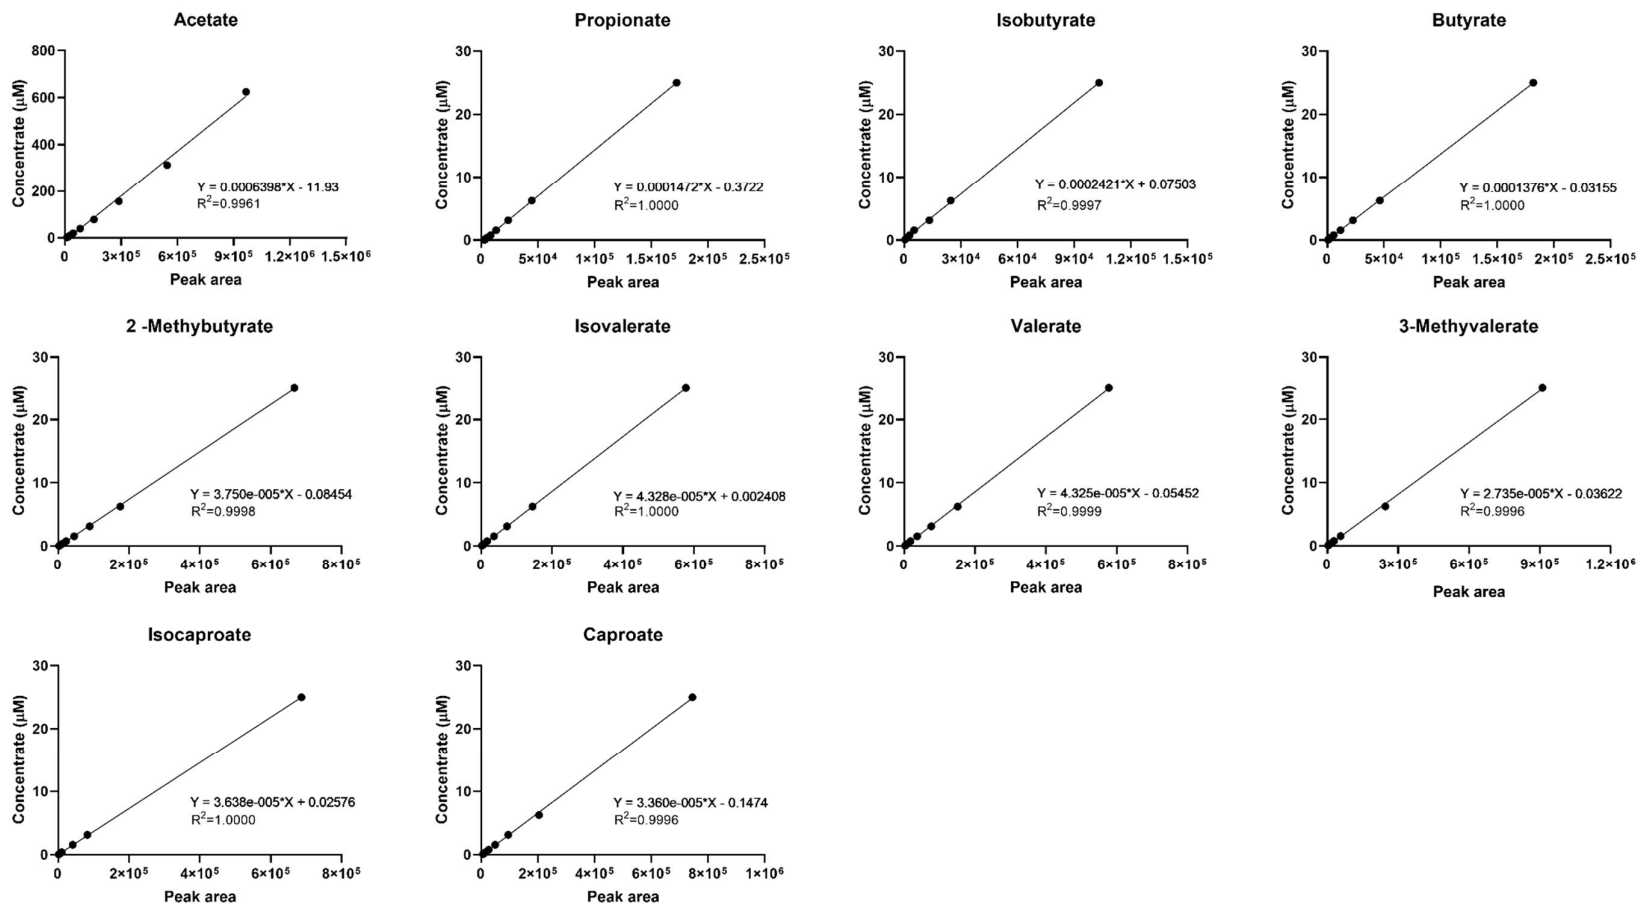 Acetate
Concentrate (μM)
800
600
400
200
0
Y = 0.0006398*X - 11.93
R²=0.9961
0 3×10⁵ 6×10⁵ 9×10⁵ 1.2×10⁶ 1.5×10⁶
Peak area
Propionate
Concentrate (μM)
30
20
10
0
Y = 0.0001472*X - 0.3722
R²=1.0000
0 5×10⁴ 1×10⁵ 1×10⁵ 2×10⁵ 2.5×10⁵
Peak area
Isobutyrate
Concentrate (μM)
30
20
10
0
Y = 0.0002421*X + 0.07503
R²=0.9997
0 3×10⁴ 6×10⁴ 9×10⁴ 1.2×10⁵ 1.5×10⁵
Peak area
Butyrate
Concentrate (μM)
30
20
10
0
Y = 0.0001376*X - 0.03155
R²=1.0000
0 5×10⁴ 1×10⁵ 1×10⁵ 2×10⁵ 2.5×10⁵
Peak area
2 -Methybutyrate
Concentrate (μM)
30
20
10
0
Y = 3.750e-005*X - 0.08454
R²=0.9998
0 2×10⁵ 4×10⁵ 6×10⁵ 8×10⁵
Peak area
Isovalerate
Concentrate (μM)
30
20
10
0
Y = 4.328e-005*X + 0.002408
R²=1.0000
0 2×10⁵ 4×10⁵ 6×10⁵ 8×10⁵
Peak area
Valerate
Concentrate (μM)
30
20
10
0
Y = 4.325e-005*X - 0.05452
R²=0.9999
0 2×10⁵ 4×10⁵ 6×10⁵ 8×10⁵
Peak area
3-Methyvalerate
Concentrate (μM)
30
20
10
0
Y = 2.735e-005*X - 0.03622
R²=0.9996
0 3×10⁵ 6×10⁵ 9×10⁵ 1.2×10⁶
Peak area
Isocaproate
Concentrate (μM)
30
20
10
0
Y = 3.638e-005*X + 0.02576
R²=1.0000
0 2×10⁵ 4×10⁵ 6×10⁵ 8×10⁵
Peak area
Caproate
Concentrate (μM)
30
20
10
0
Y = 3.360e-005*X - 0.1474
R²=0.9996
0 2×10⁵ 4×10⁵ 6×10⁵ 8×10⁵ 1×10⁶
Peak area